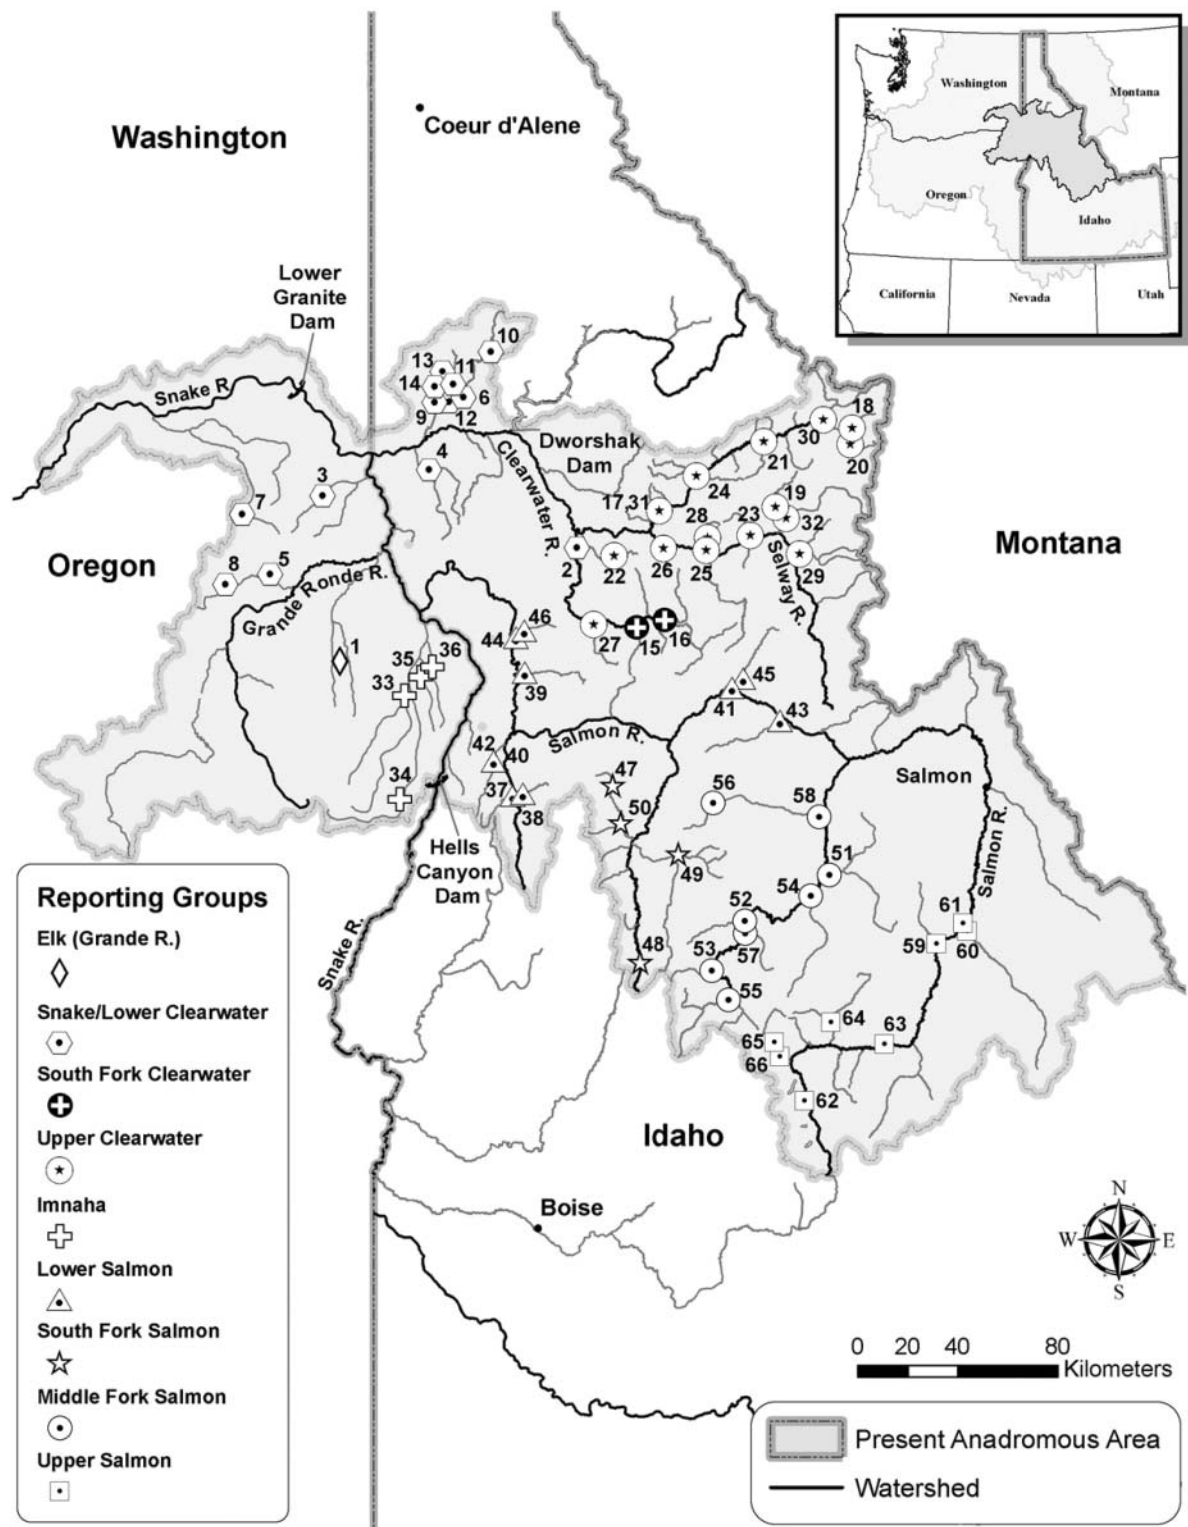 Washington
Coeur d'Alene
Washington
Montana
Oregon
Idaho
California
Nevada
Utah
Lower
Granite
Dam
Snake R.
10
13
11
14
6
9
12
4
3
7
Clearwater R.
Dworshak
Dam
18
30
20
21
24
19
17,31
28
23
32
Oregon
Montana
8
5
2
22
26
25
29
Selway R.
Grande Ronde R.
46
44
27
15
16
1
35
36
33
39
45
41
43
42
40
Salmon R.
Salmon
34
37
38
47
56
58
50
Salmon R.
Hells
Canyon
Dam
49
51
54
52
61
Snake R.
48
53
57
59
60
55
64
63
65
66
62
Idaho
Boise
Reporting Groups
Elk (Grande R.)
Snake/Lower Clearwater
South Fork Clearwater
Upper Clearwater
Imnaha
Lower Salmon
South Fork Salmon
Middle Fork Salmon
Upper Salmon
N
W E
S
0 20 40 80
Kilometers
Present Anadromous Area
Watershed